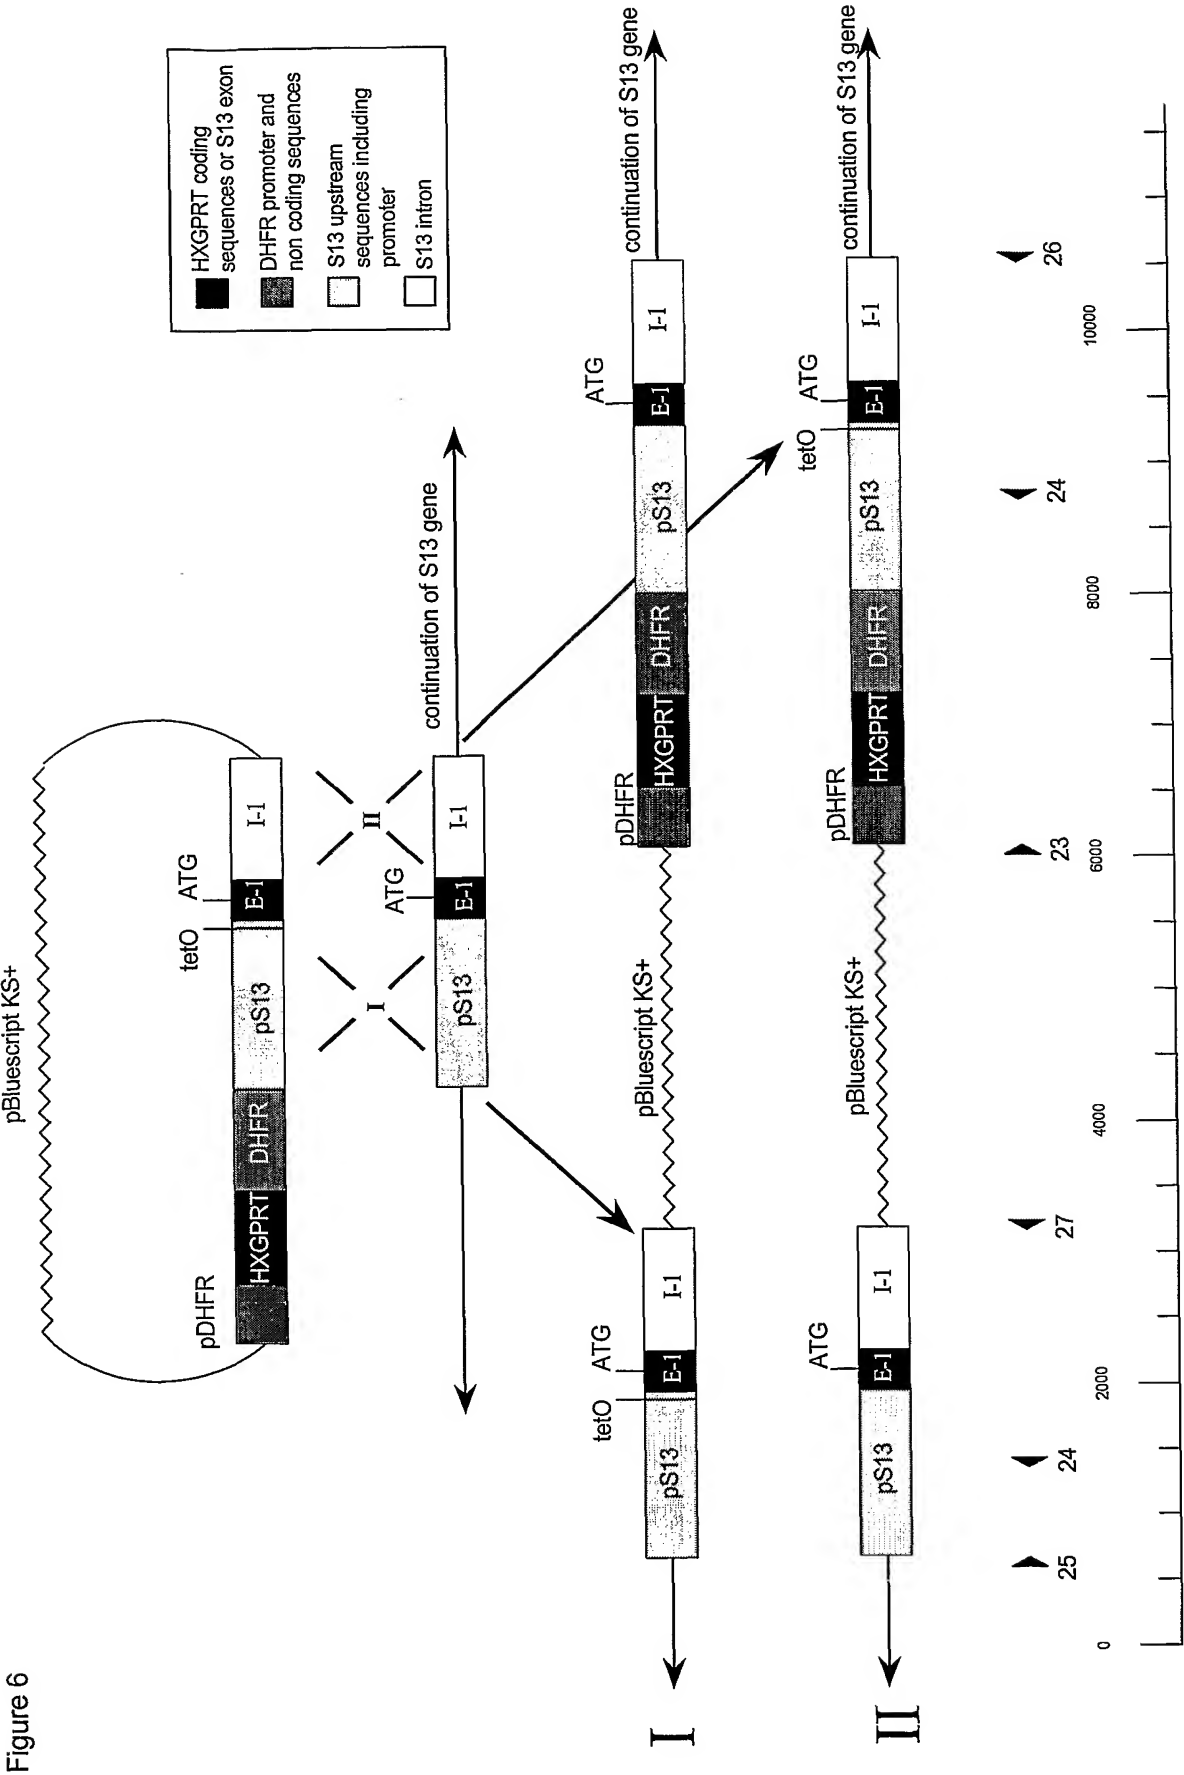 Figure 6
pBluescript KS+
pDHFR
HXGPRT
DHFR
pS13
tetO
ATG
E-1
I-1
HXGPRT coding
sequences or S13 exon
DHFR promoter and
non coding sequences
S13 upstream
sequences including
promoter
S13 intron
I
II
pS13
ATG
E-1
I-1
continuation of S13 gene
I
pS13
tetO
ATG
E-1
I-1
pBluescript KS+
pDHFR
HXGPRT
DHFR
pS13
ATG
E-1
I-1
continuation of S13 gene
II
pS13
ATG
E-1
I-1
pBluescript KS+
pDHFR
HXGPRT
DHFR
pS13
tetO
ATG
E-1
I-1
continuation of S13 gene
25
24
27
23
24
26
0
2000
4000
6000
8000
10000